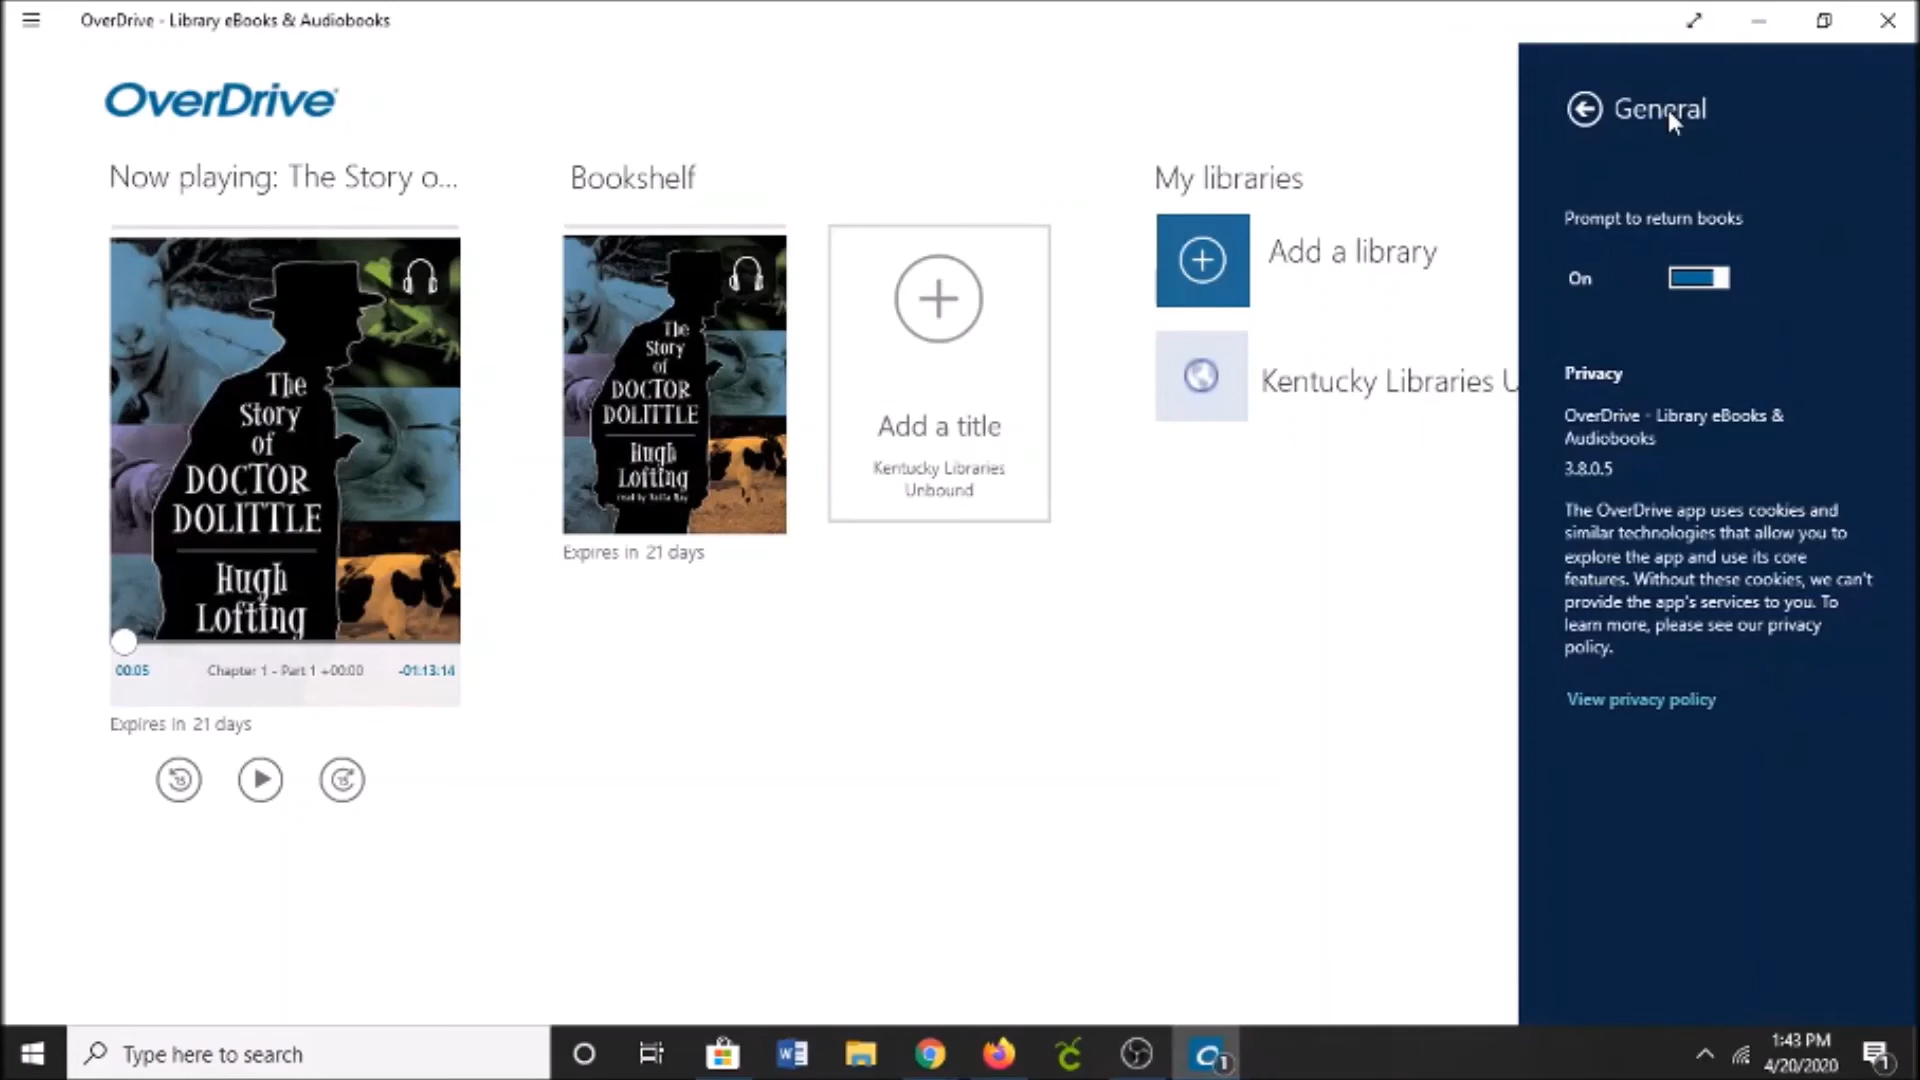 OverDrive - Library eBooks & Audiobooks
OverDrive
Now playing: The Story o...
The
Story
of
DOCTOR
DOLITTLE
Hugh
Lofting
00:05
Chapter 1 - Part 1 +00:00
-01:13:14
Expires in 21 days
15
15
Bookshelf
The
Story
of
DOCTOR
DOLITTLE
Hugh
Lofting
Expires in 21 days
Add a title
Kentucky Libraries
Unbound
My libraries
Add a library
Kentucky Libraries U
General
Prompt to return books
On
Privacy
OverDrive - Library eBooks &
Audiobooks
3.8.0.5
The OverDrive app uses cookies and
similar technologies that allow you to
explore the app and use its core
features. Without these cookies, we can't
provide the app's services to you. To
learn more, please see our privacy
policy.
View privacy policy
Type here to search
1
1:43 PM
4/20/2020
1